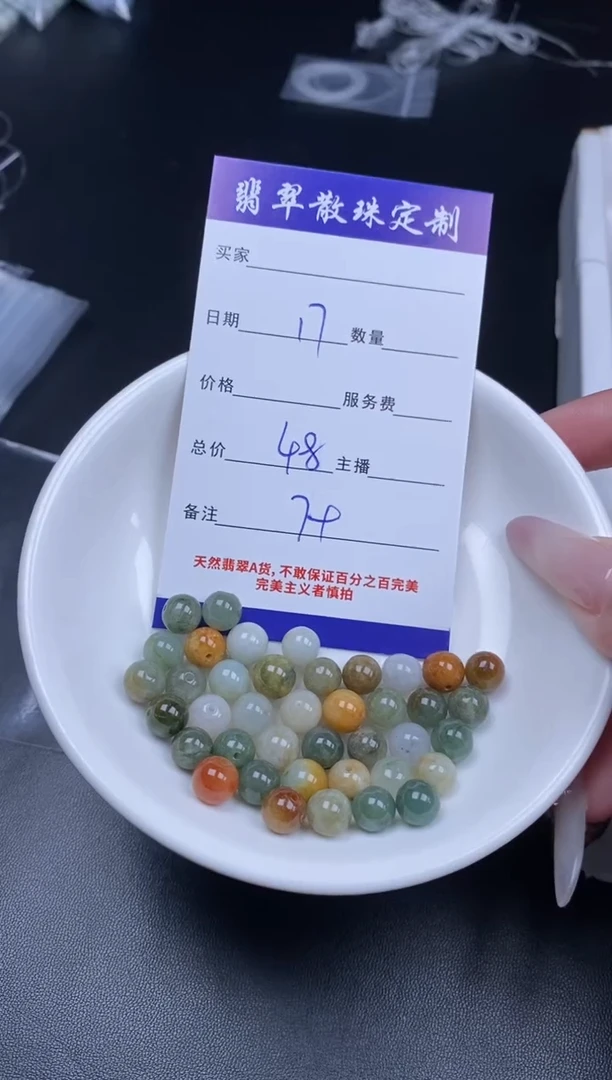 翡翠散珠定制
买家
日期 17 数量
价格 服务费
总价 48 主播
备注
天然翡翠A货,不敢保证百分之百完美
完美主义者慎拍